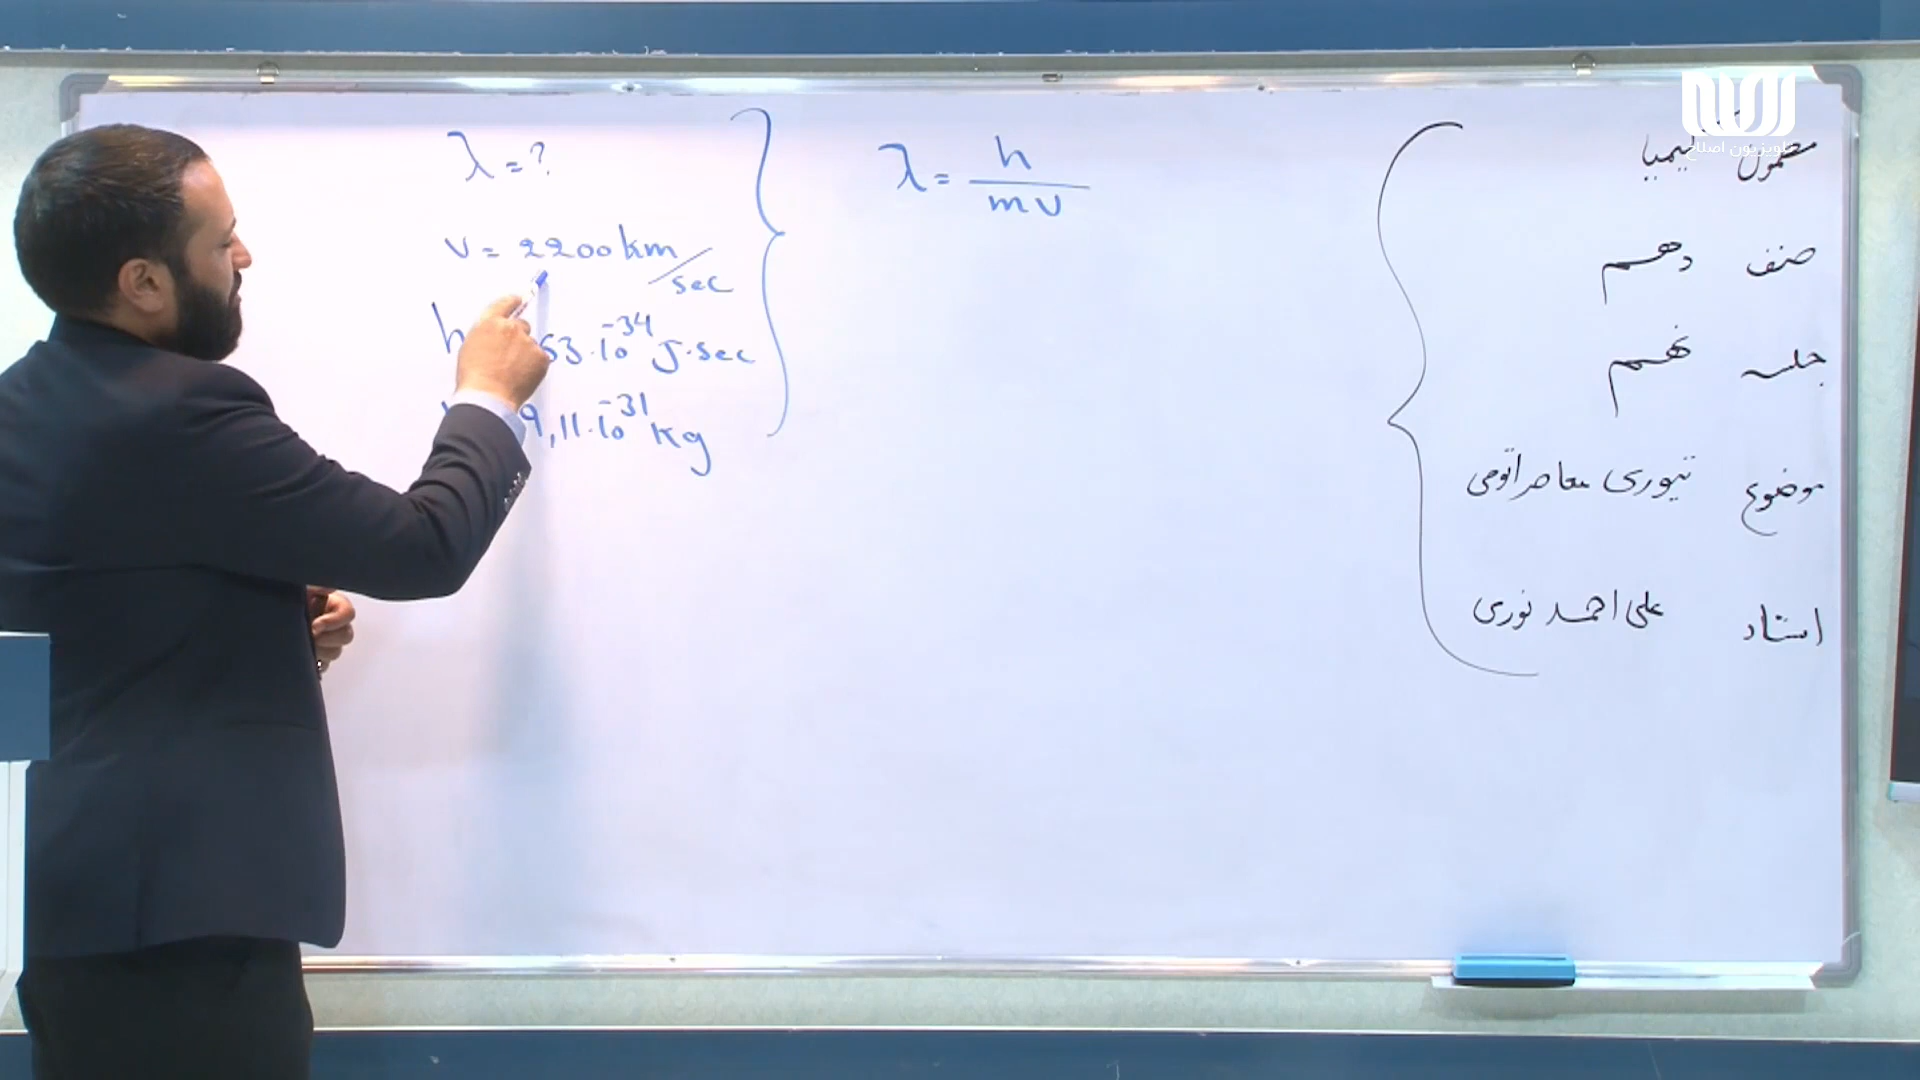 λ = ?
v = 2200 km/sec
h 63·10⁻³⁴ J·sec
9,11·10⁻³¹ kg
λ = h / mv
مضمون کیمیا
صنف دهم
جلسه نهم
موضوع تیوری معاصر اتومی
استاد علی احمد نوری
تلویزیون اصلاح